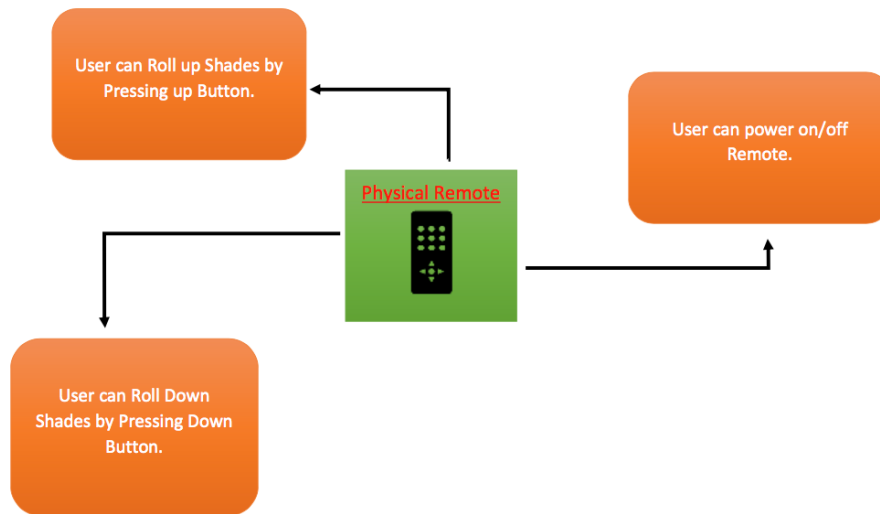 User can Roll up Shades by
Pressing up Button.
User can power on/off
Remote.
Physical Remote
User can Roll Down
Shades by Pressing Down
Button.